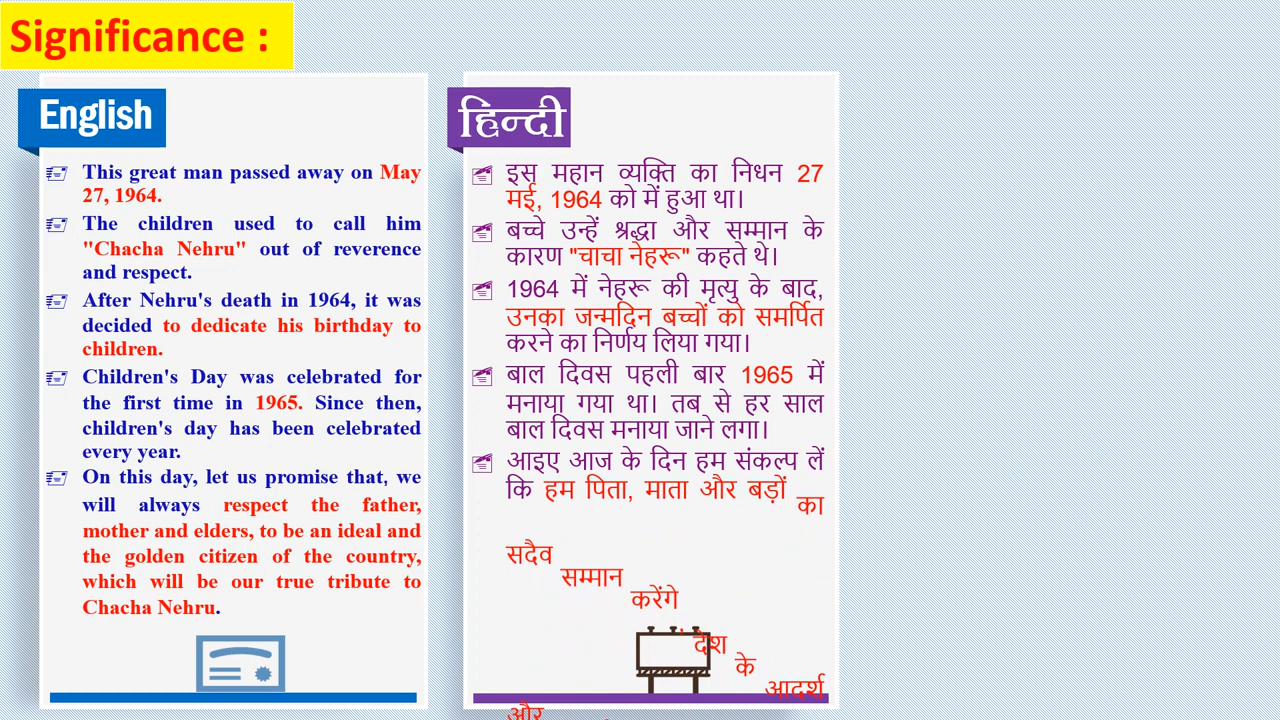 Significance :
English
This great man passed away on May
27, 1964.
The children used to call him
"Chacha Nehru" out of reverence
and respect.
After Nehru's death in 1964, it was
decided to dedicate his birthday to
children.
Children's Day was celebrated for
the first time in 1965. Since then,
children's day has been celebrated
every year.
On this day, let us promise that, we
will always respect the father,
mother and elders, to be an ideal and
the golden citizen of the country,
which will be our true tribute to
Chacha Nehru.
हिन्दी
इस महान व्यक्ति का निधन 27
मई, 1964 को में हुआ था।
बच्चे उन्हें श्रद्धा और सम्मान के
कारण "चाचा नेहरू" कहते थे।
1964 में नेहरू की मृत्यु के बाद,
उनका जन्मदिन बच्चों को समर्पित
करने का निर्णय लिया गया।
बाल दिवस पहली बार 1965 में
मनाया गया था। तब से हर साल
बाल दिवस मनाया जाने लगा।
आइए आज के दिन हम संकल्प लें
कि हम पिता, माता और बड़ों का
सदैव सम्मान करेंगे , देश के आदर्श
और